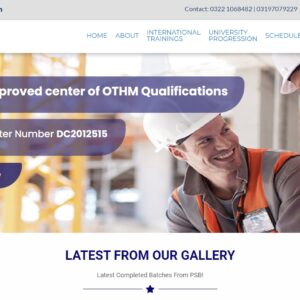 Contact: 0322 1068482 | 03197079229
HOME ABOUT INTERNATIONAL TRAININGS UNIVERSITY PROGRESSION SCHEDULE
proved center of OTHM Qualifications
ter Number DC2012515
LATEST FROM OUR GALLERY
Latest Completed Batches From PSB!